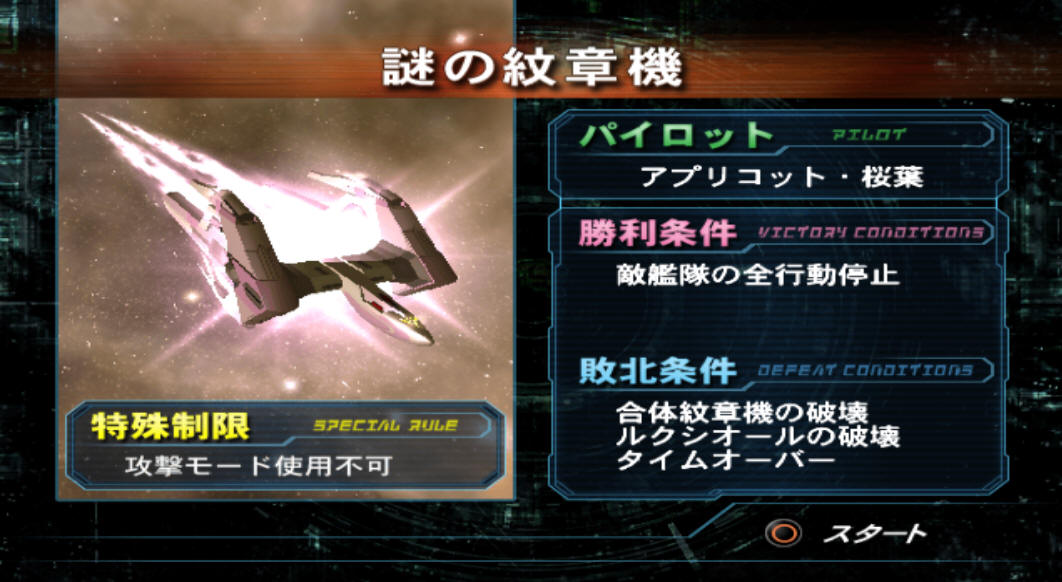 謎の紋章機
パイロット PILOT
アプリコット・桜葉
勝利条件 VICTORY CONDITIONS
敵艦隊の全行動停止
敗北条件 DEFEAT CONDITIONS
合体紋章機の破壊
ルクシオールの破壊
タイムオーバー
特殊制限 SPECIAL RULE
攻撃モード使用不可
スタート